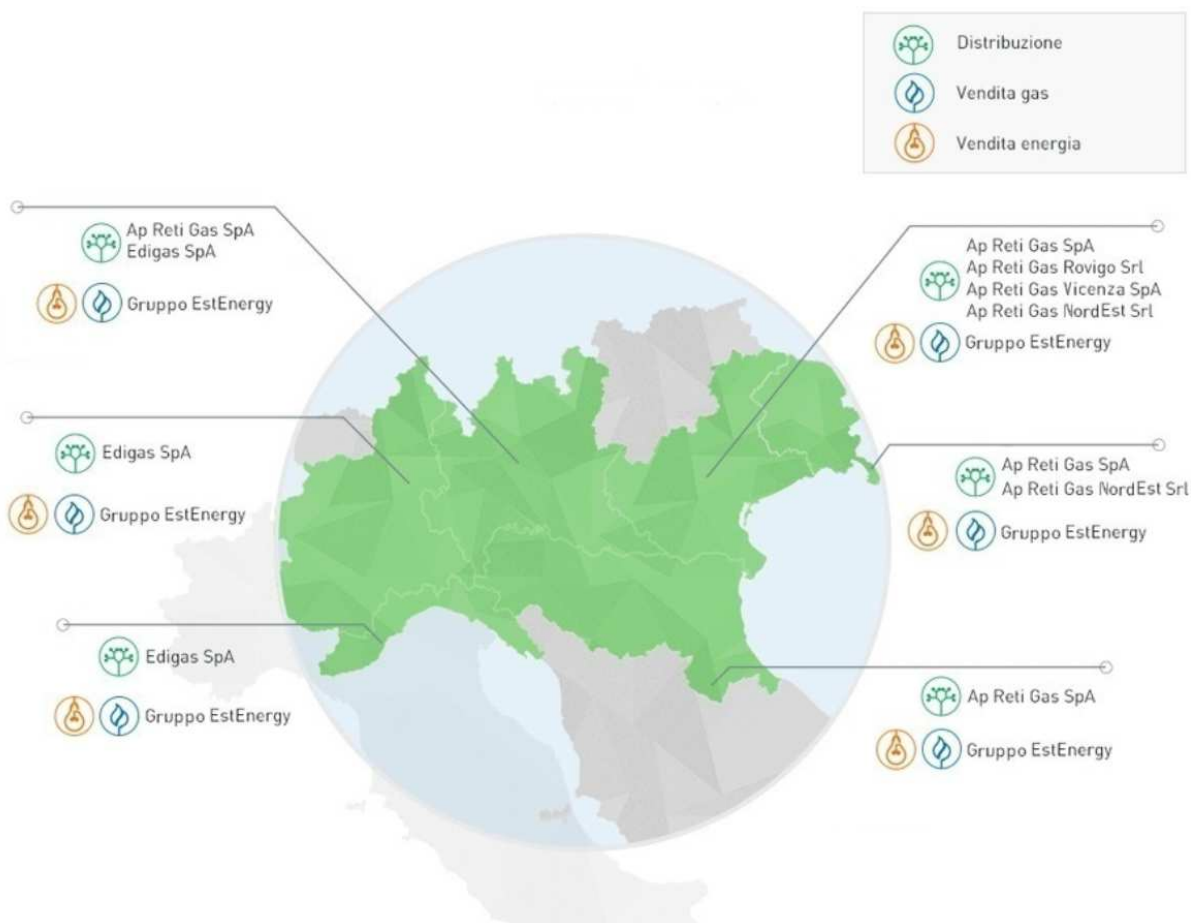 Distribuzione
Vendita gas
Vendita energia
Ap Reti Gas SpA
Edigas SpA
Gruppo EstEnergy
Ap Reti Gas SpA
Ap Reti Gas Rovigo Srl
Ap Reti Gas Vicenza SpA
Ap Reti Gas NordEst Srl
Gruppo EstEnergy
Edigas SpA
Gruppo EstEnergy
Ap Reti Gas SpA
Ap Reti Gas NordEst Srl
Gruppo EstEnergy
Edigas SpA
Gruppo EstEnergy
Ap Reti Gas SpA
Gruppo EstEnergy